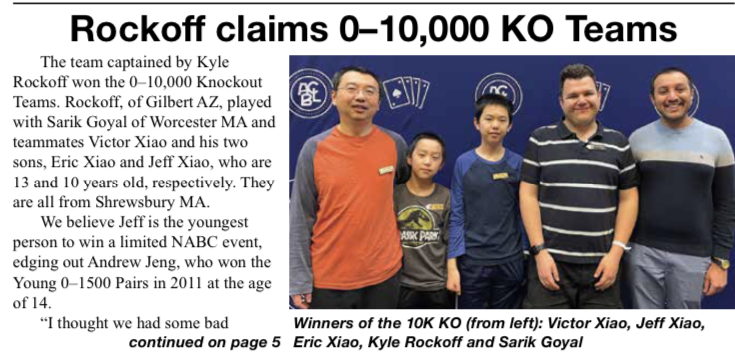 Rockoff claims 0–10,000 KO Teams
The team captained by Kyle
Rockoff won the 0–10,000 Knockout
Teams. Rockoff, of Gilbert AZ, played
with Sarik Goyal of Worcester MA and
teammates Victor Xiao and his two
sons, Eric Xiao and Jeff Xiao, who are
13 and 10 years old, respectively. They
are all from Shrewsbury MA.
We believe Jeff is the youngest
person to win a limited NABC event,
edging out Andrew Jeng, who won the
Young 0–1500 Pairs in 2011 at the age
of 14.
“I thought we had some bad
continued on page 5
ACBL
JURASSIC PARK
Winners of the 10K KO (from left): Victor Xiao, Jeff Xiao,
Eric Xiao, Kyle Rockoff and Sarik Goyal